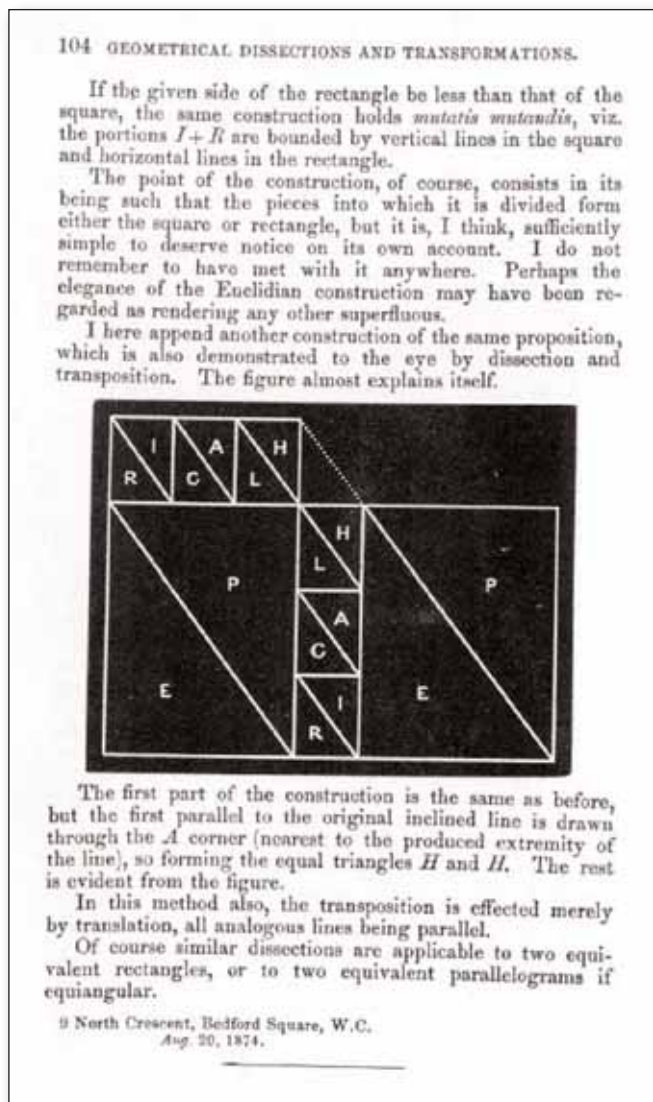 104 GEOMETRICAL DISSECTIONS AND TRANSFORMATIONS.
If the given side of the rectangle be less than that of the
square, the same construction holds mutatis mutandis, viz.
the portions I + R are bounded by vertical lines in the square
and horizontal lines in the rectangle.
The point of the construction, of course, consists in its
being such that the pieces into which it is divided form
either the square or rectangle, but it is, I think, sufficiently
simple to deserve notice on its own account. I do not
remember to have met with it anywhere. Perhaps the
elegance of the Euclidian construction may have been re-
garded as rendering any other superfluous.
I here append another construction of the same proposition,
which is also demonstrated to the eye by dissection and
transposition. The figure almost explains itself.
I A H
R C L
H
L
P P
A
C
E E
I
R
The first part of the construction is the same as before,
but the first parallel to the original inclined line is drawn
through the A corner (nearest to the produced extremity of
the line), so forming the equal triangles H and H. The rest
is evident from the figure.
In this method also, the transposition is effected merely
by translation, all analogous lines being parallel.
Of course similar dissections are applicable to two equi-
valent rectangles, or to two equivalent parallelograms if
equiangular.
9 North Crescent, Bedford Square, W.C.
Aug. 20, 1874.